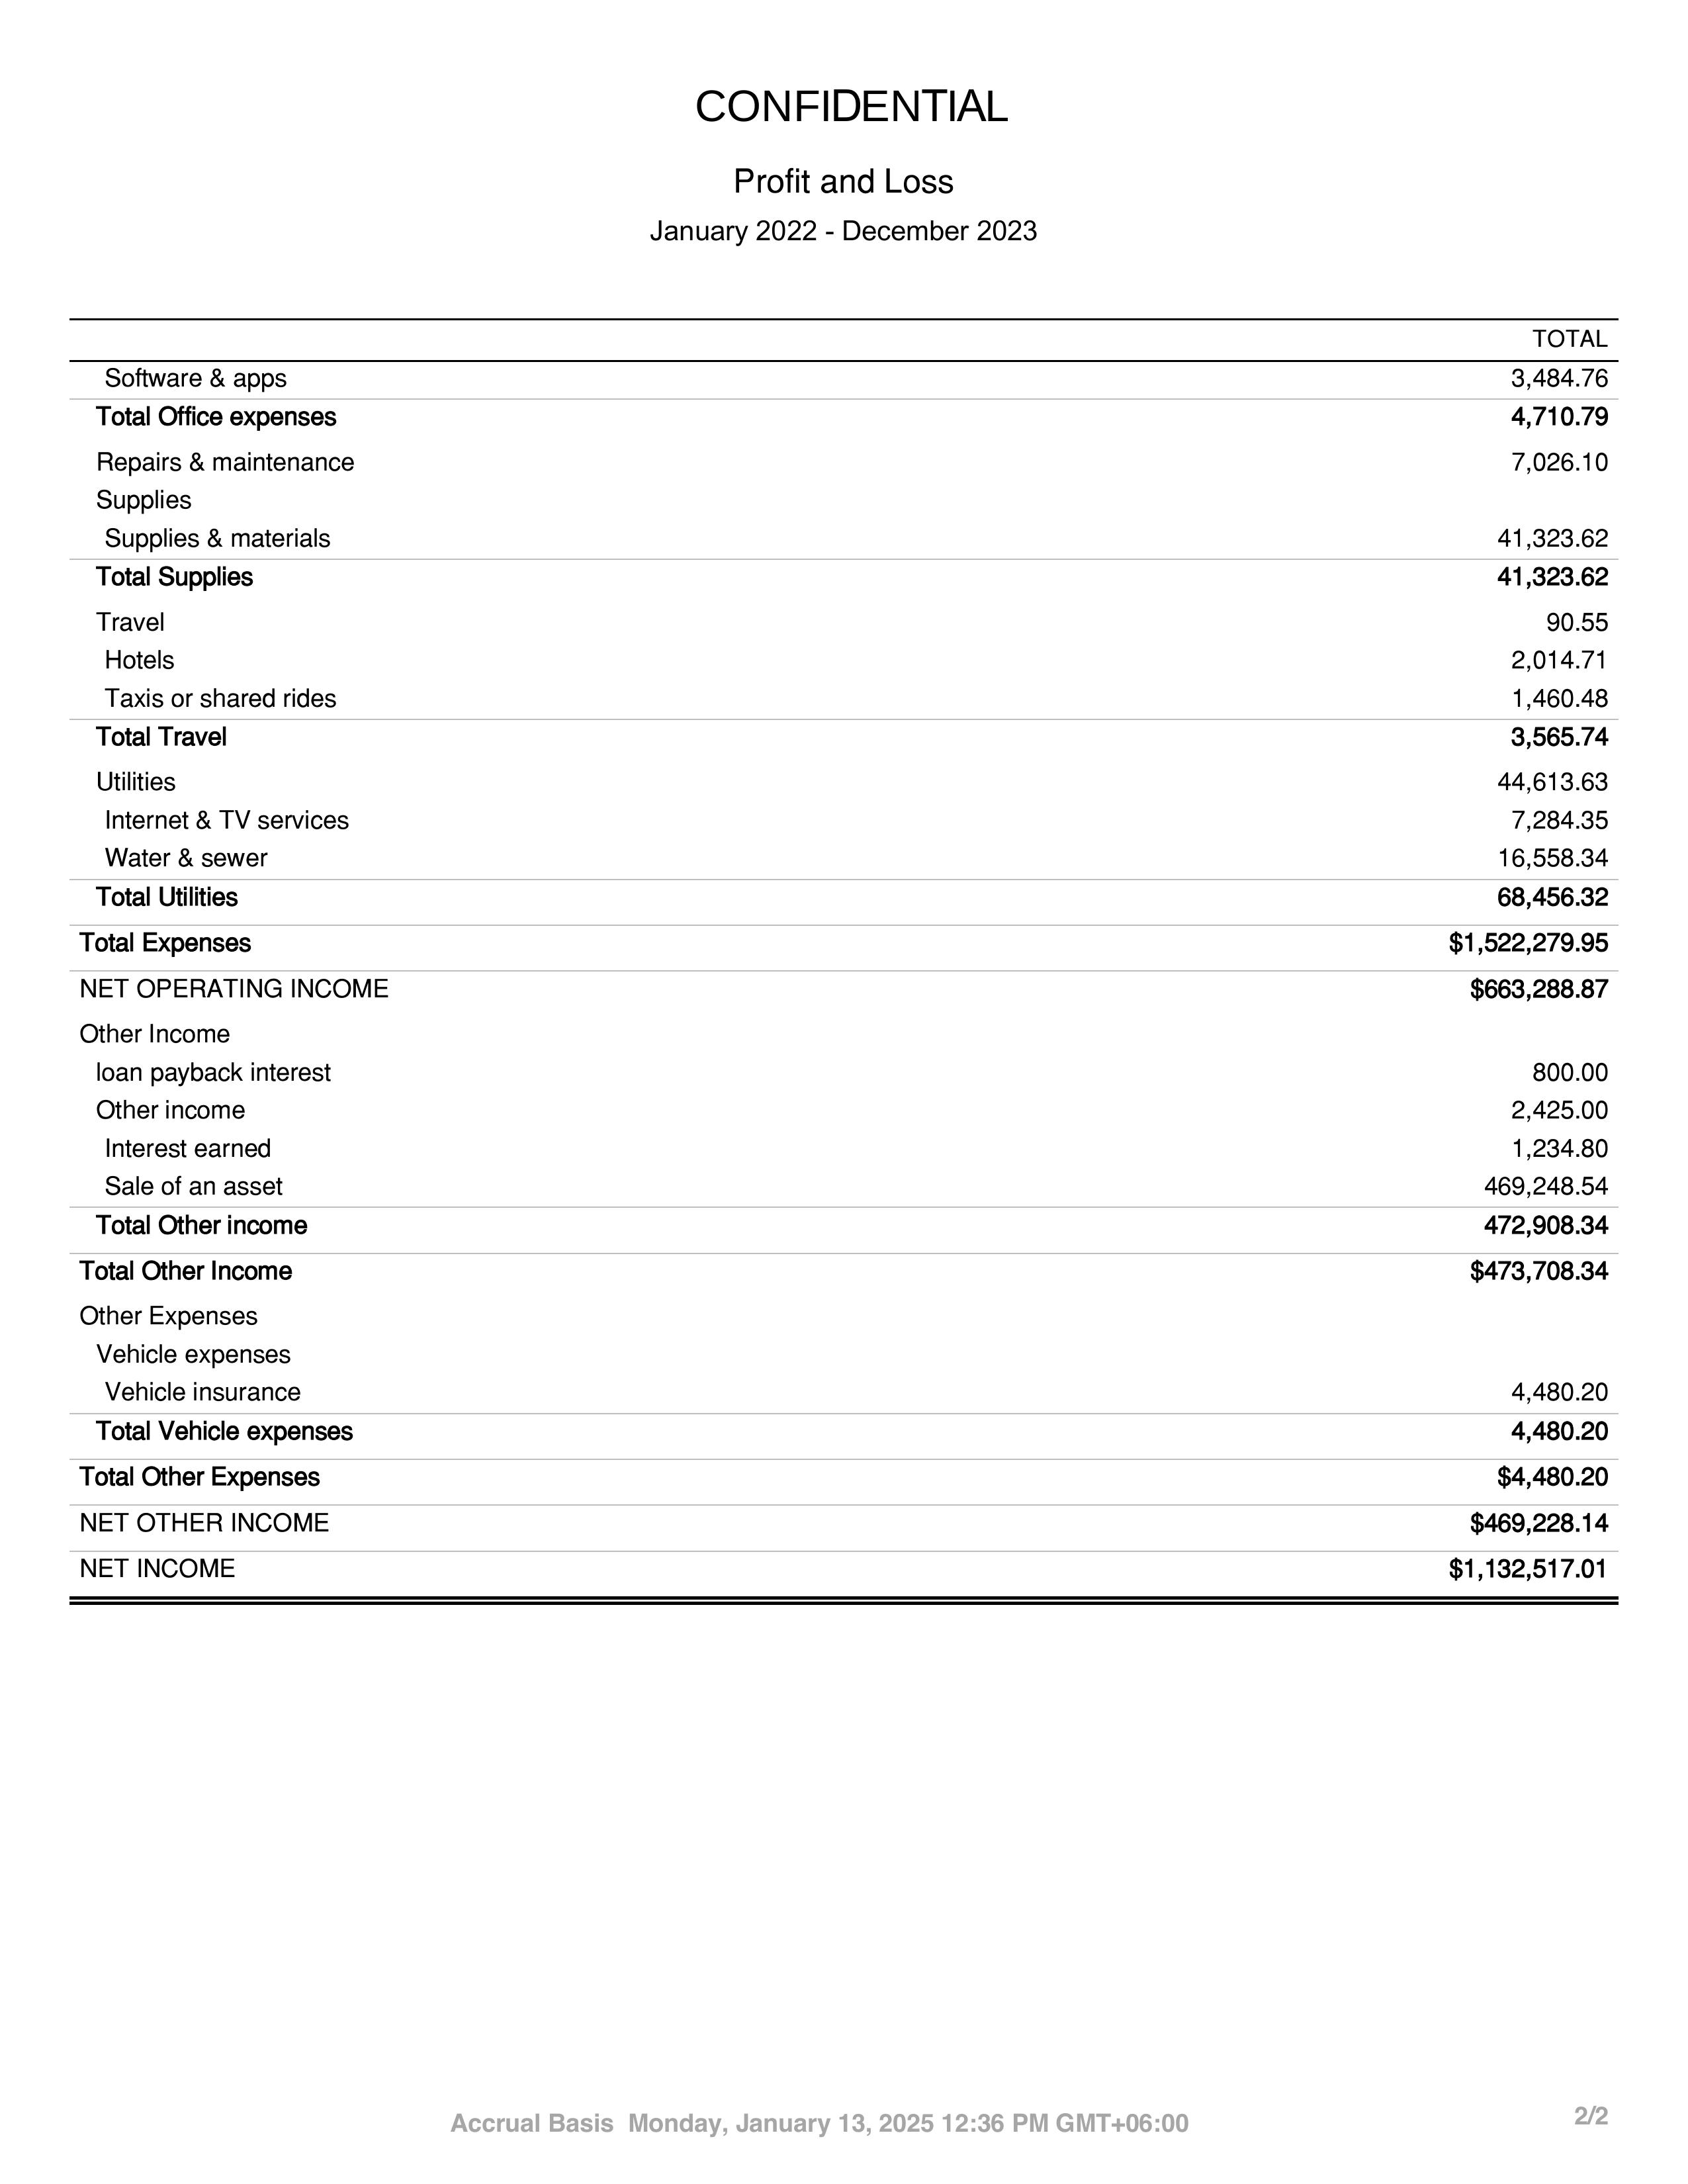 CONFIDENTIAL
Profit and Loss
January 2022 - December 2023
TOTAL
Software & apps 3,484.76
Total Office expenses 4,710.79
Repairs & maintenance 7,026.10
Supplies
Supplies & materials 41,323.62
Total Supplies 41,323.62
Travel 90.55
Hotels 2,014.71
Taxis or shared rides 1,460.48
Total Travel 3,565.74
Utilities 44,613.63
Internet & TV services 7,284.35
Water & sewer 16,558.34
Total Utilities 68,456.32
Total Expenses $1,522,279.95
NET OPERATING INCOME $663,288.87
Other Income
loan payback interest 800.00
Other income 2,425.00
Interest earned 1,234.80
Sale of an asset 469,248.54
Total Other income 472,908.34
Total Other Income $473,708.34
Other Expenses
Vehicle expenses
Vehicle insurance 4,480.20
Total Vehicle expenses 4,480.20
Total Other Expenses $4,480.20
NET OTHER INCOME $469,228.14
NET INCOME $1,132,517.01
Accrual Basis Monday, January 13, 2025 12:36 PM GMT+06:00 2/2